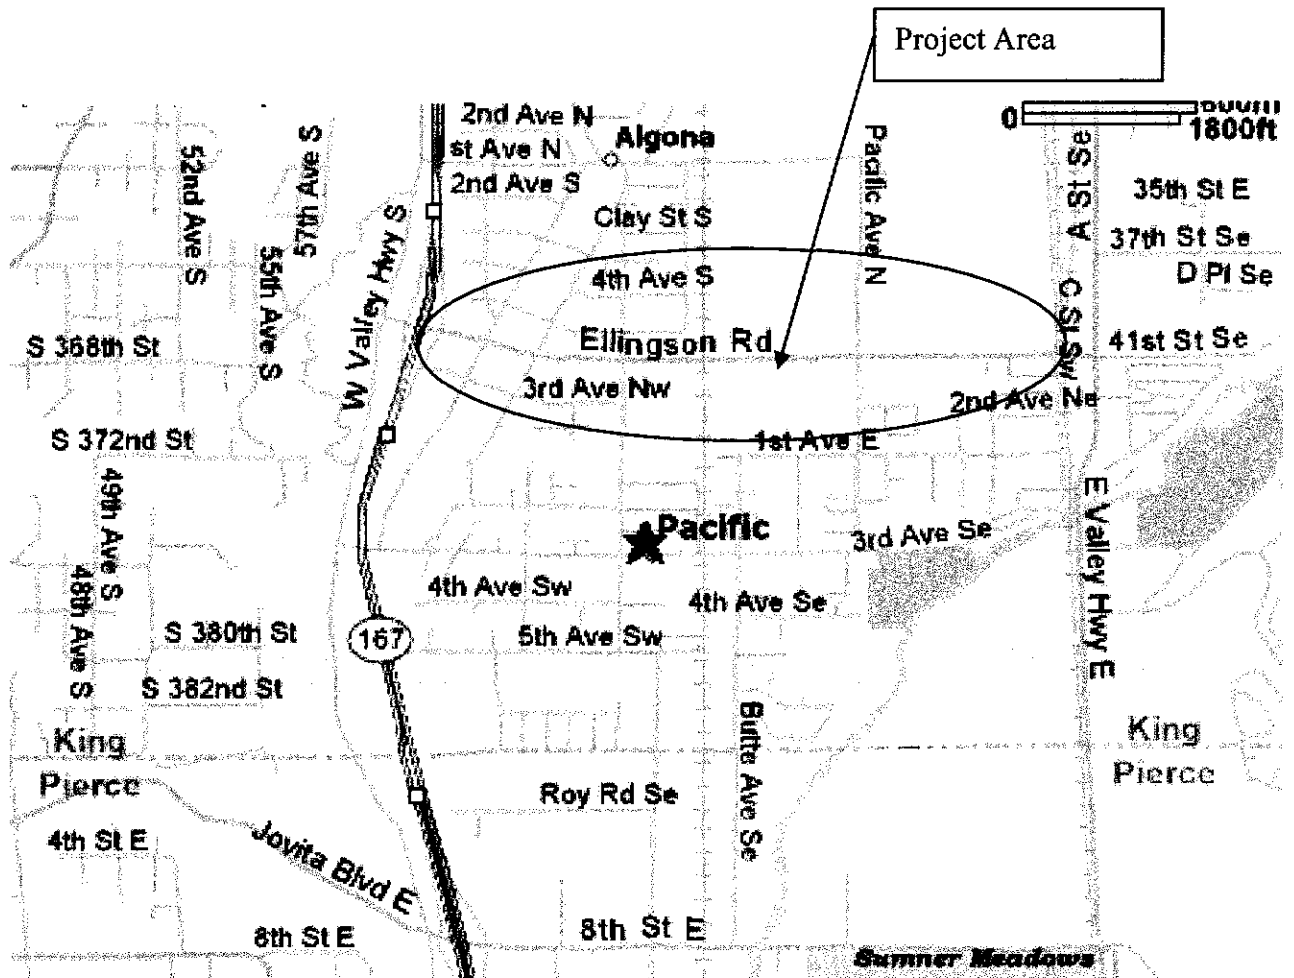 Project Area
2nd Ave N
0
1800ft
Algona
st Ave N
2nd Ave S
52nd Ave S
57th Ave S
Pacific Ave N
A St Se
35th St E
Clay St S
37th St Se
D Pl Se
55th Ave S
W Valley Hwy S
4th Ave S
C St Sw
S 368th St
Ellingson Rd
41st St Se
3rd Ave Nw
2nd Ave Ne
S 372nd St
1st Ave E
49th Ave S
E Valley Hwy E
Pacific
3rd Ave Se
48th Ave S
4th Ave Sw
4th Ave Se
S 380th St
167
5th Ave Sw
S 382nd St
Butte Ave Se
King
King
Pierce
Pierce
Roy Rd Se
4th St E
Jovita Blvd E
8th St E
8th St E
Sumner Meadows